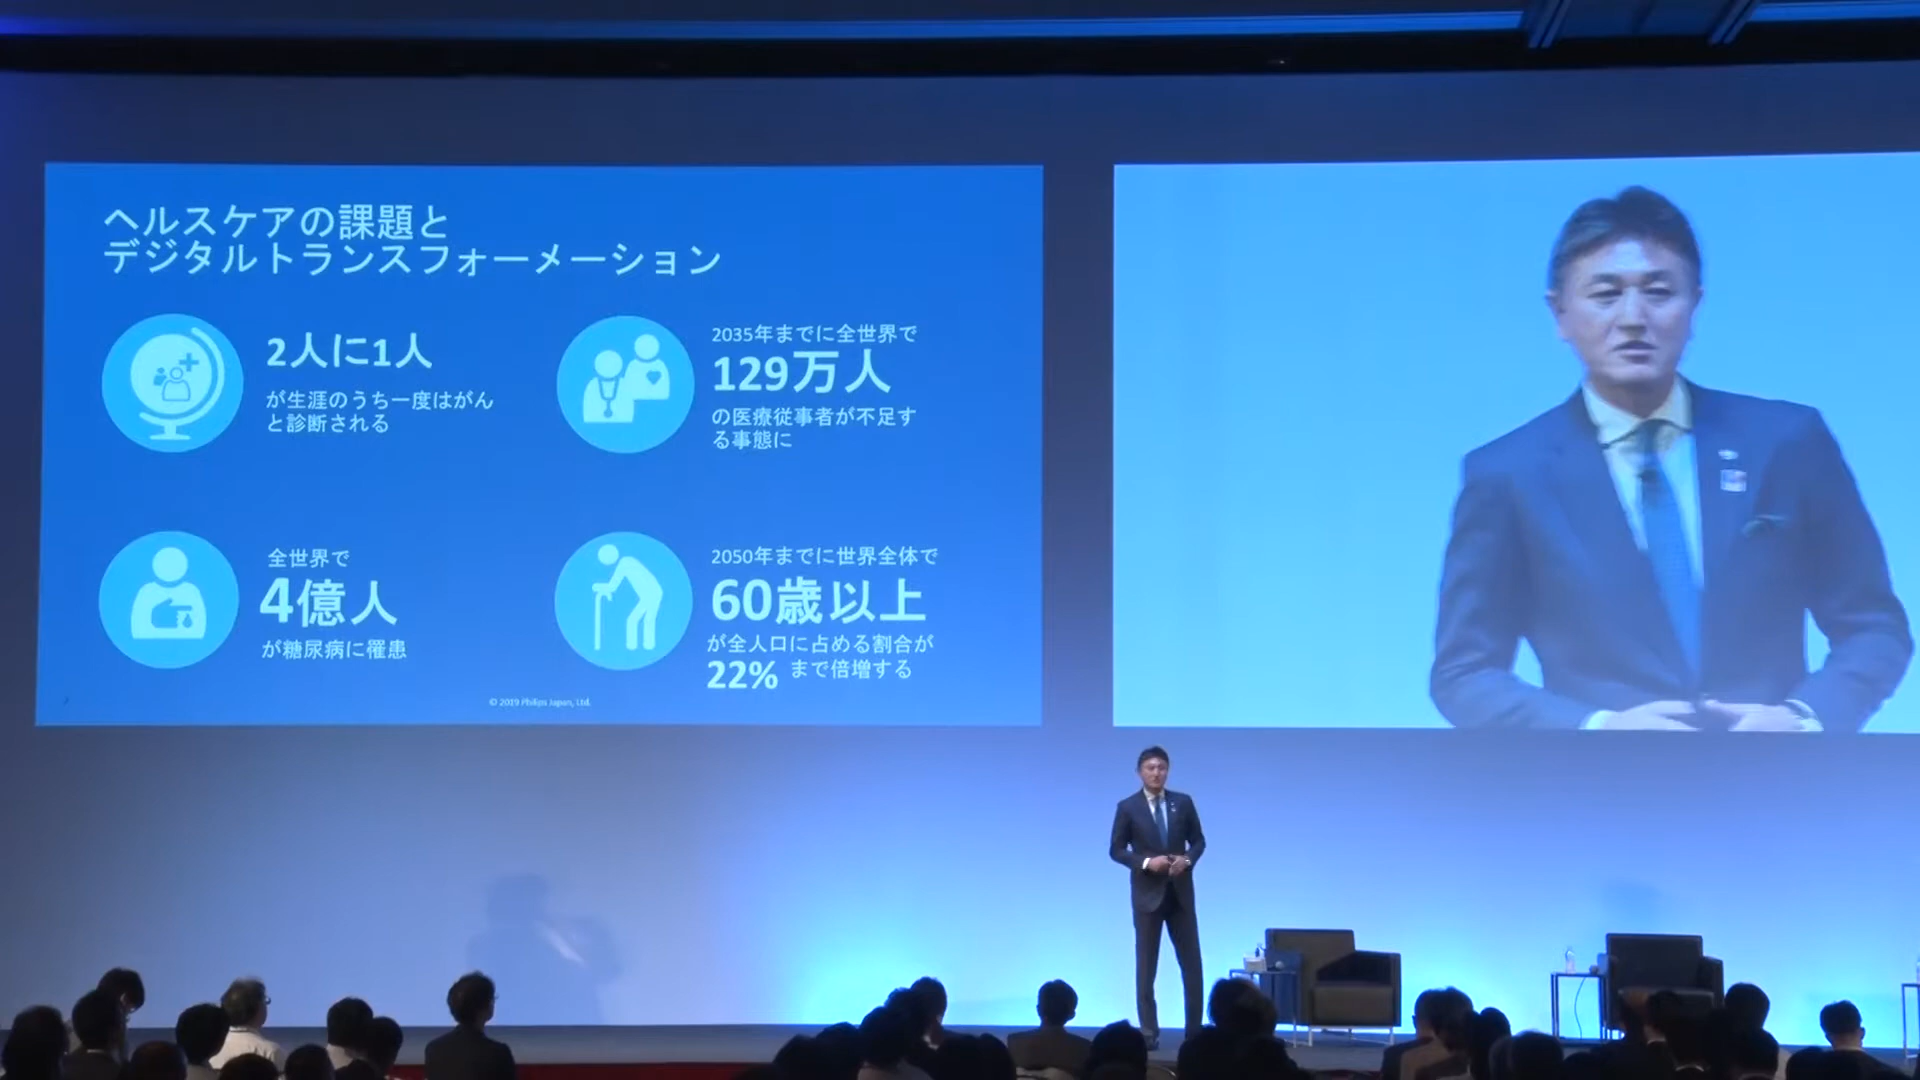 ヘルスケアの課題と
デジタルトランスフォーメーション
2人に1人
が生涯のうち一度はがん
と診断される
2035年までに全世界で
129万人
の医療従事者が不足す
る事態に
全世界で
4億人
が糖尿病に罹患
2050年までに世界全体で
60歳以上
が全人口に占める割合が
22% まで倍増する
© 2019 Philips Japan, Ltd.